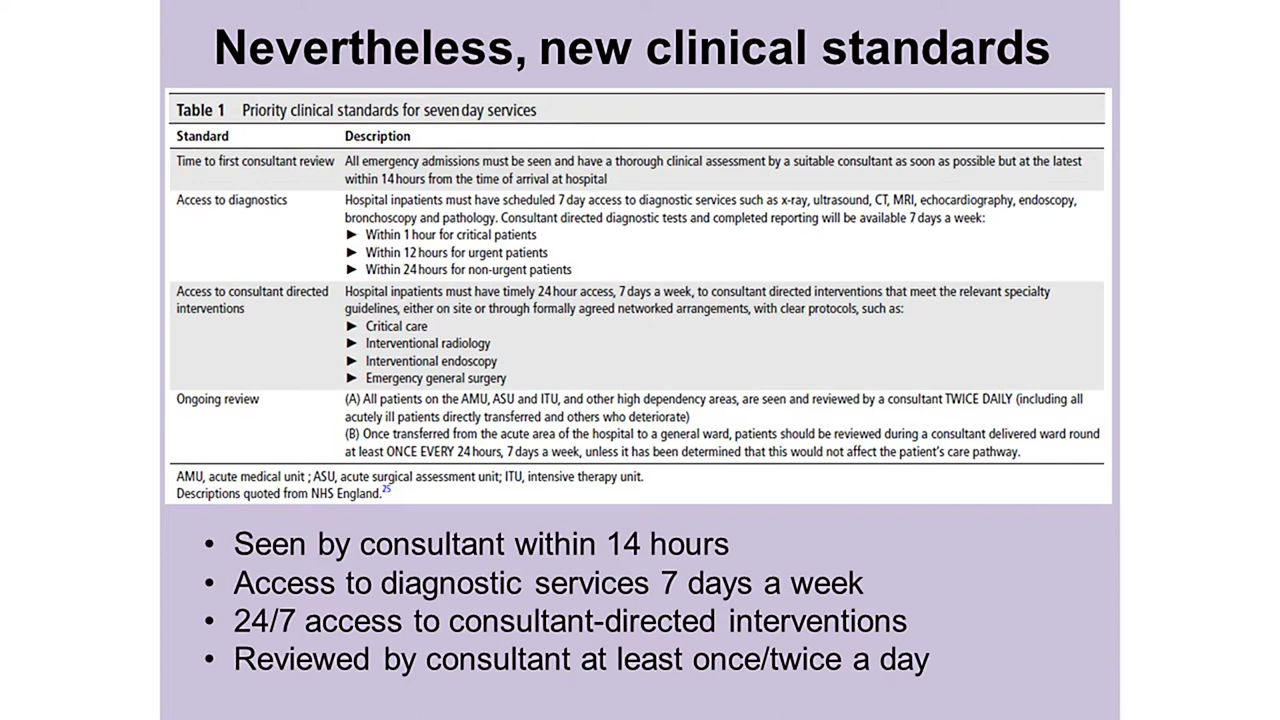 Nevertheless, new clinical standards
Table 1 Priority clinical standards for seven day services
Standard Description
Time to first consultant review All emergency admissions must be seen and have a thorough clinical assessment by a suitable consultant as soon as possible but at the latest
within 14 hours from the time of arrival at hospital
Access to diagnostics Hospital inpatients must have scheduled 7 day access to diagnostic services such as x-ray, ultrasound, CT, MRI, echocardiography, endoscopy,
bronchoscopy and pathology. Consultant directed diagnostic tests and completed reporting will be available 7 days a week:
► Within 1 hour for critical patients
► Within 12 hours for urgent patients
► Within 24 hours for non-urgent patients
Access to consultant directed Hospital inpatients must have timely 24 hour access, 7 days a week, to consultant directed interventions that meet the relevant specialty
interventions guidelines, either on site or through formally agreed networked arrangements, with clear protocols, such as:
► Critical care
► Interventional radiology
► Interventional endoscopy
► Emergency general surgery
Ongoing review (A) All patients on the AMU, ASU and ITU, and other high dependency areas, are seen and reviewed by a consultant TWICE DAILY (including all
acutely ill patients directly transferred and others who deteriorate)
(B) Once transferred from the acute area of the hospital to a general ward, patients should be reviewed during a consultant delivered ward round
at least ONCE EVERY 24 hours, 7 days a week, unless it has been determined that this would not affect the patient's care pathway.
AMU, acute medical unit ; ASU, acute surgical assessment unit; ITU, intensive therapy unit.
Descriptions quoted from NHS England.25
• Seen by consultant within 14 hours
• Access to diagnostic services 7 days a week
• 24/7 access to consultant-directed interventions
• Reviewed by consultant at least once/twice a day